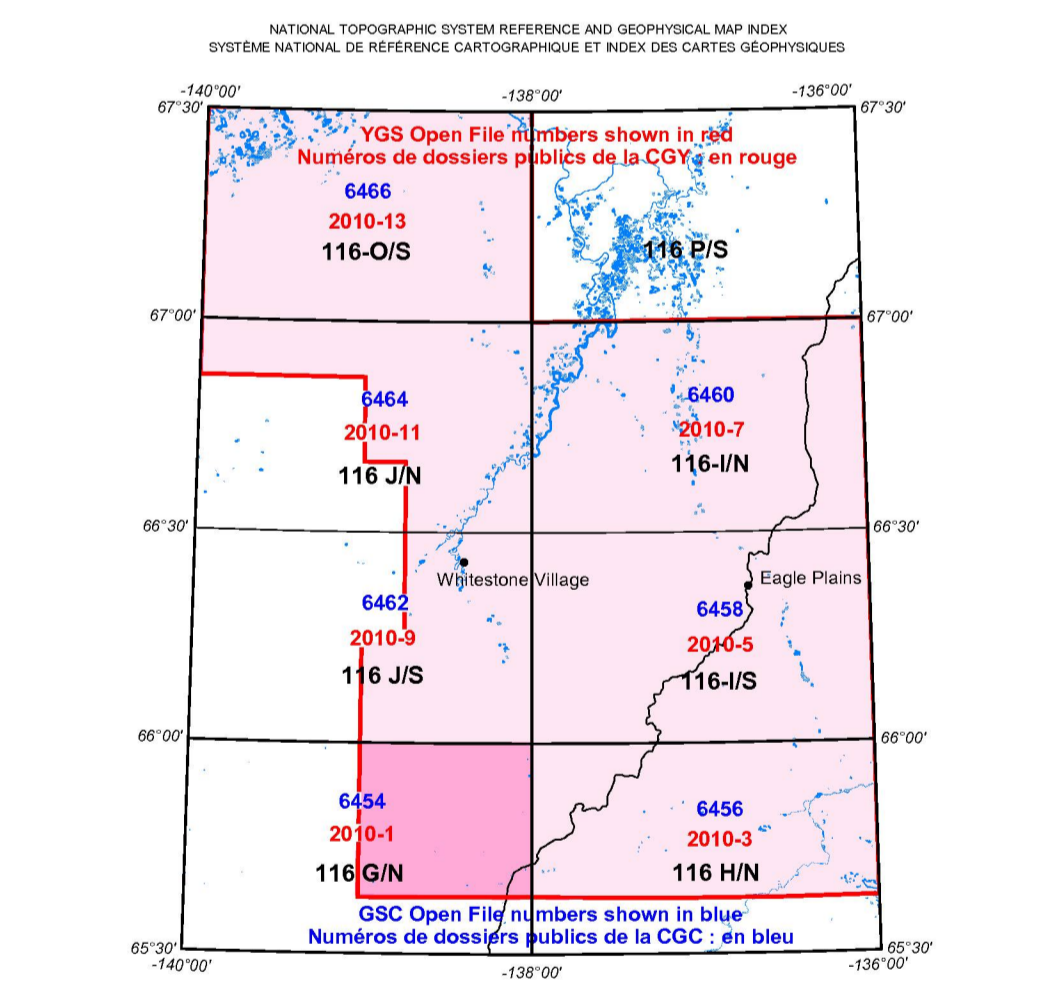 NATIONAL TOPOGRAPHIC SYSTEM REFERENCE AND GEOPHYSICAL MAP INDEX
SYSTÈME NATIONAL DE RÉFÉRENCE CARTOGRAPHIQUE ET INDEX DES CARTES GÉOPHYSIQUES
-140°00' -138°00' -136°00'
67°30' 67°30'
YGS Open File numbers shown in red
Numéros de dossiers publics de la CGY : en rouge
6466
2010-13
116-O/S 116 P/S
67°00' 67°00'
6464 6460
2010-11 2010-7
116 J/N 116-I/N
66°30' 66°30'
Whitestone Village Eagle Plains
6462 6458
2010-9 2010-5
116 J/S 116-I/S
66°00' 66°00'
6454 6456
2010-1 2010-3
116 G/N 116 H/N
GSC Open File numbers shown in blue
Numéros de dossiers publics de la CGC : en bleu
65°30' 65°30'
-140°00' -138°00' -136°00'